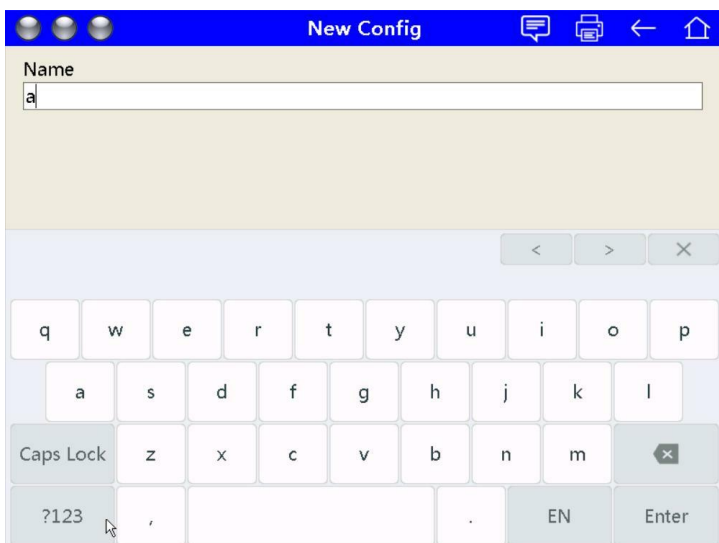 New Config
Name
a
< >
q w e r t y u i o p
a s d f g h j k l
Caps Lock z x c v b n m
?123 , . EN Enter